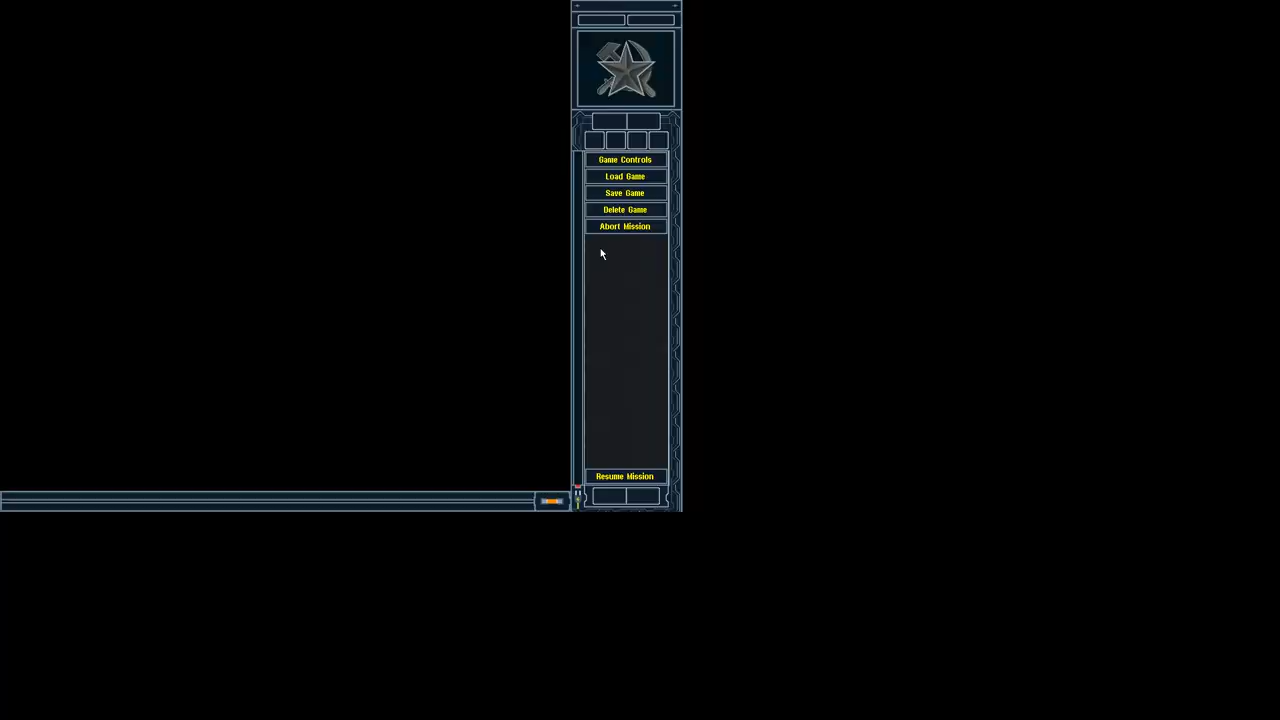 Game Controls
Load Game
Save Game
Delete Game
Abort Mission
Resume Mission